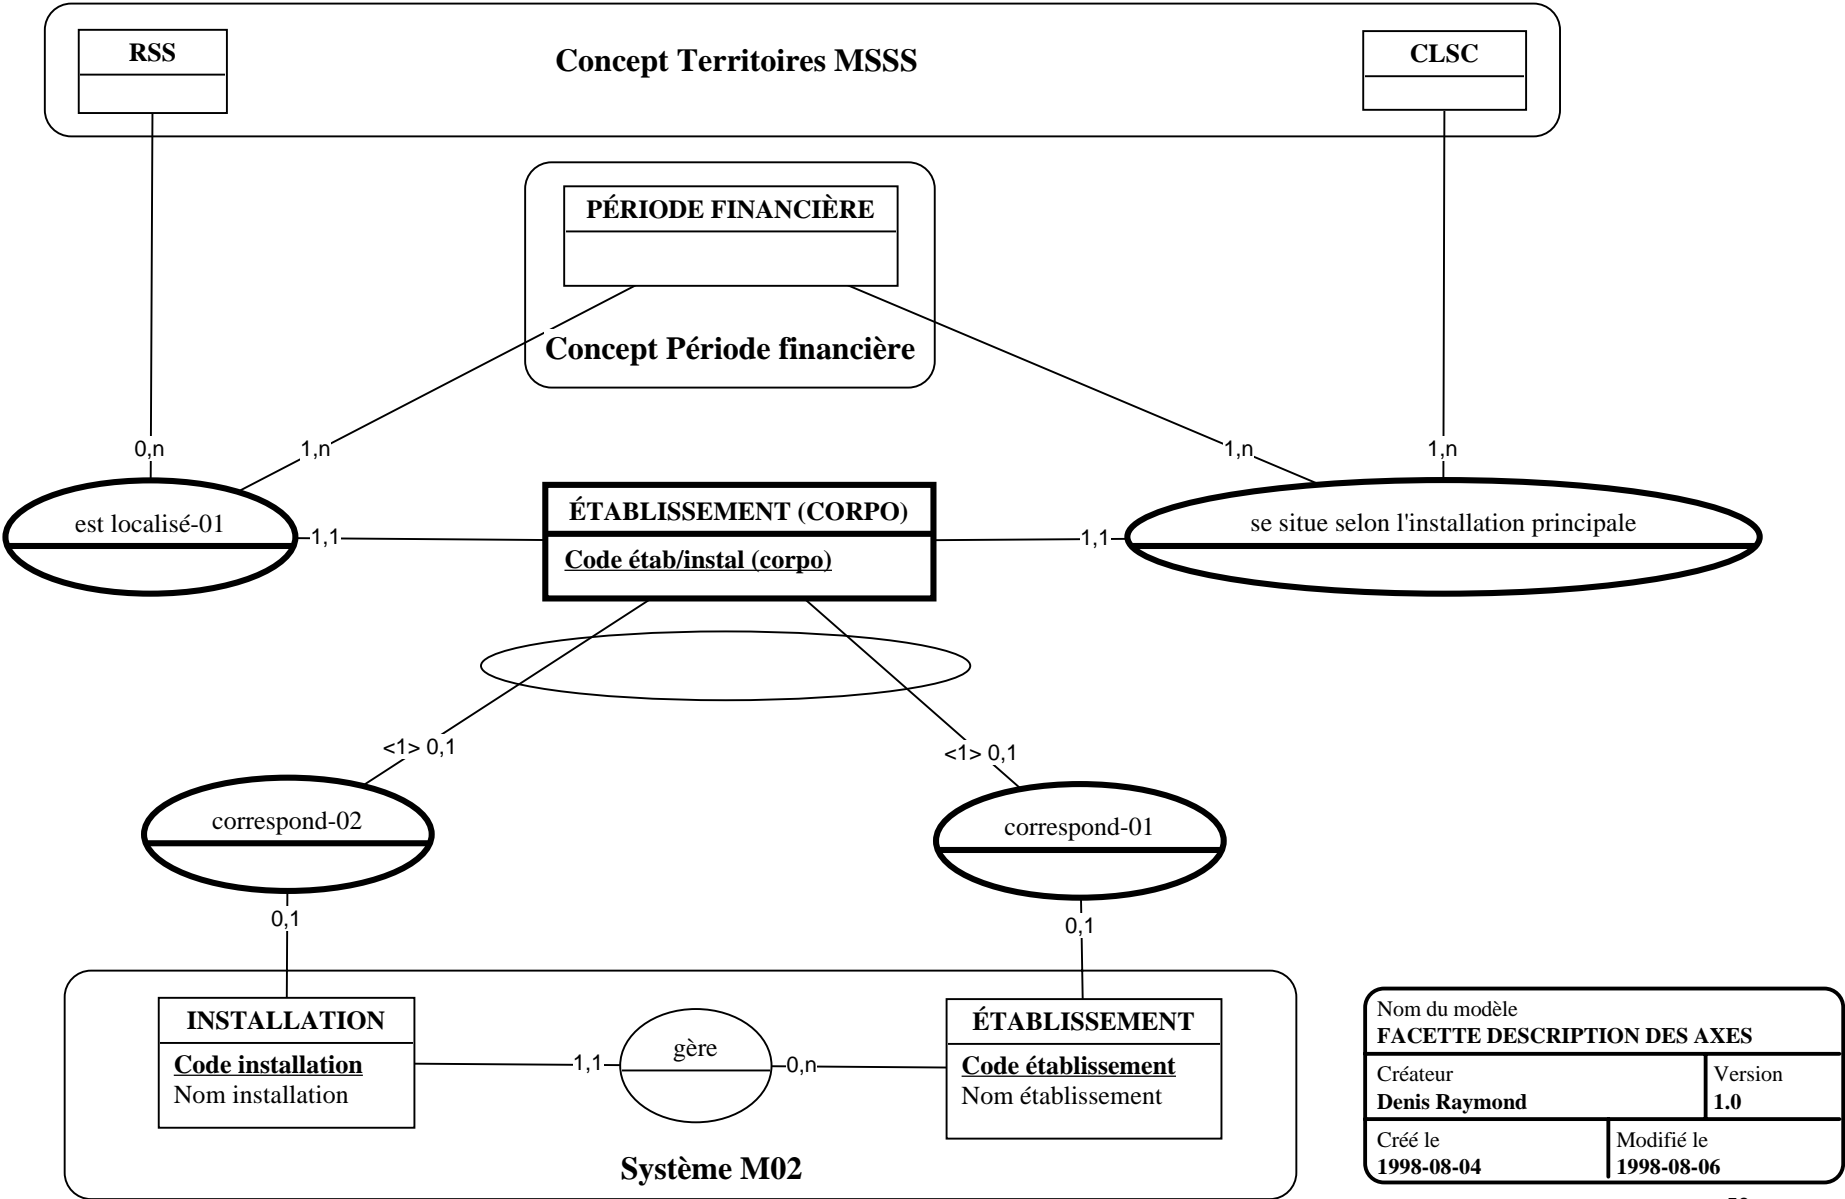 RSS
Concept Territoires MSSS
CLSC
PÉRIODE FINANCIÈRE
Concept Période financière
0,n
1,n
1,n
1,n
est localisé-01
1,1
ÉTABLISSEMENT (CORPO)
Code étab/instal (corpo)
1,1
se situe selon l'installation principale
<1> 0,1
<1> 0,1
correspond-02
correspond-01
0,1
0,1
INSTALLATION
Code installation
Nom installation
1,1
gère
0,n
ÉTABLISSEMENT
Code établissement
Nom établissement
Système M02
Nom du modèle
FACETTE DESCRIPTION DES AXES
Créateur
Denis Raymond
Version
1.0
Créé le
1998-08-04
Modifié le
1998-08-06